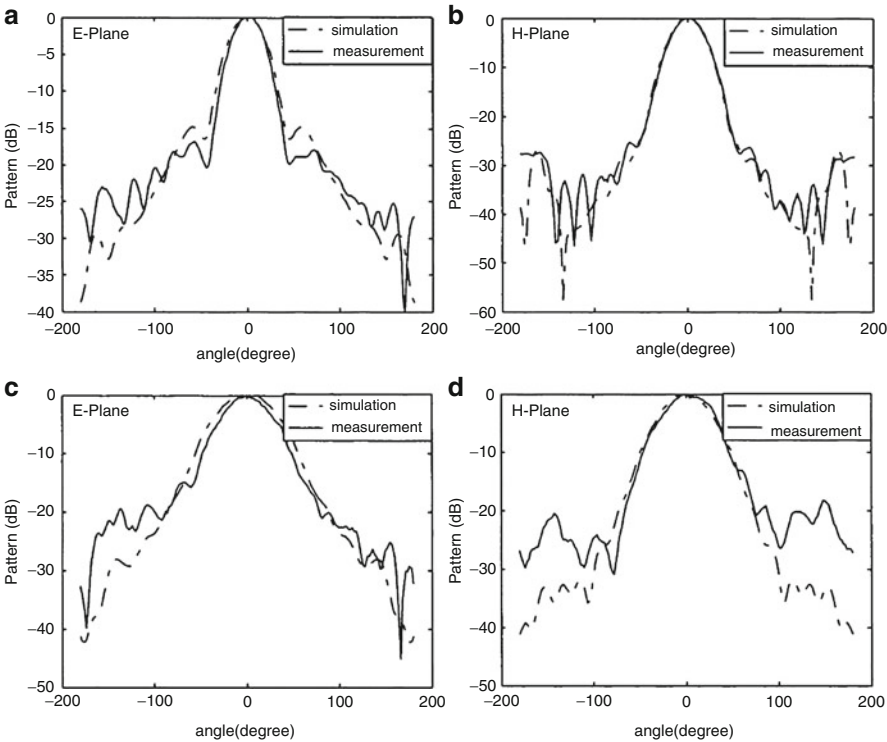 a
E-Plane
simulation
measurement
0
−5
−10
−15
−20
−25
−30
−35
−40
Pattern (dB)
−200
−100
0
100
200
angle(degree)
b
H-Plane
simulation
measurement
0
−10
−20
−30
−40
−50
−60
Pattern (dB)
−200
−100
0
100
200
angle(degree)
c
E-Plane
simulation
measurement
0
−10
−20
−30
−40
−50
Pattern (dB)
−200
−100
0
100
200
angle(degree)
d
H-Plane
simulation
measurement
0
−10
−20
−30
−40
−50
Pattern (dB)
−200
−100
0
100
200
angle(degree)